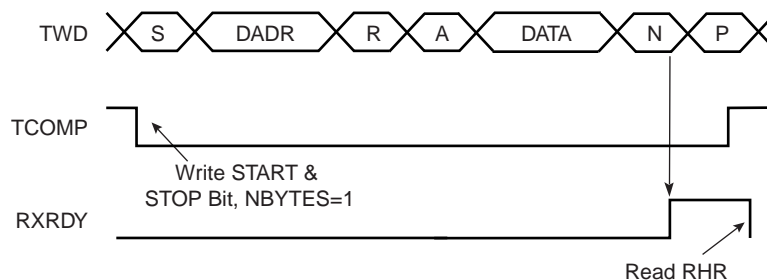 TWD S DADR R A DATA N P
TCOMP
Write START &
STOP Bit, NBYTES=1
RXRDY
Read RHR